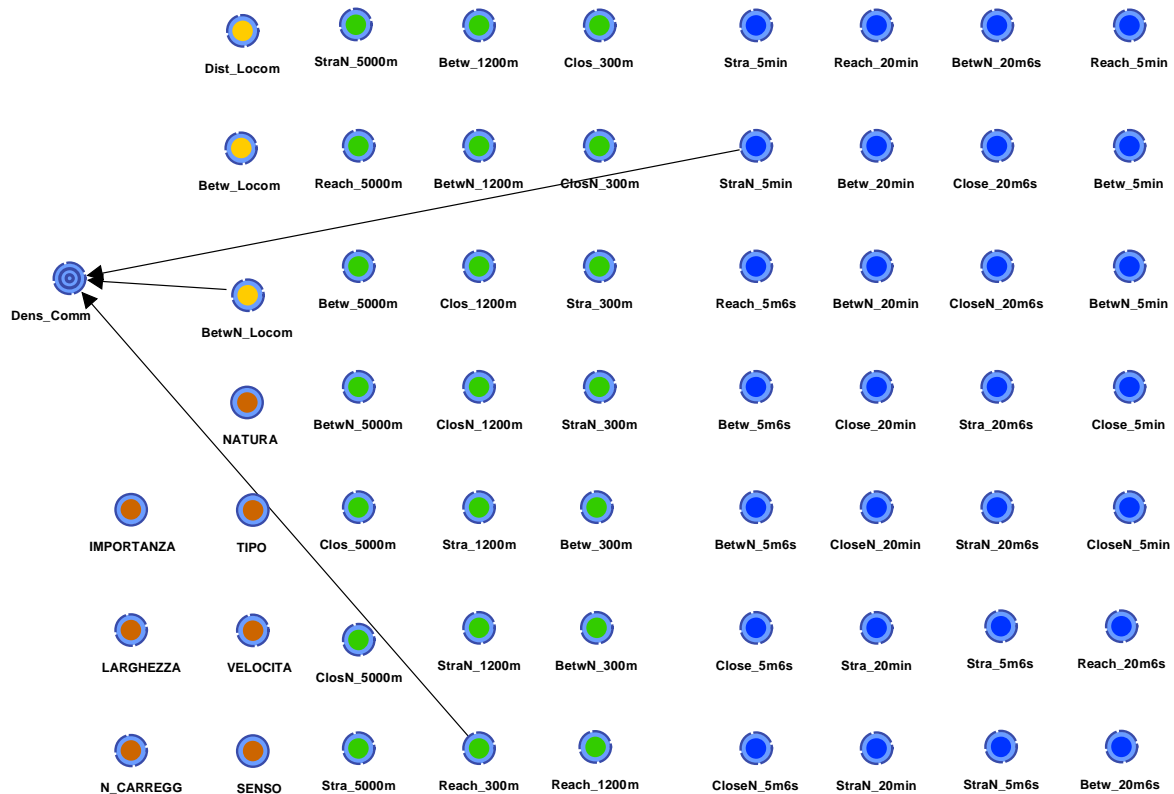 Dist_Locom StraN_5000m Betw_1200m Clos_300m Stra_5min Reach_20min BetwN_20m6s Reach_5min
Betw_Locom Reach_5000m BetwN_1200m ClosN_300m StraN_5min Betw_20min Close_20m6s Betw_5min
Dens_Comm BetwN_Locom Betw_5000m Clos_1200m Stra_300m Reach_5m6s BetwN_20min CloseN_20m6s BetwN_5min
NATURA BetwN_5000m ClosN_1200m StraN_300m Betw_5m6s Close_20min Stra_20m6s Close_5min
IMPORTANZA TIPO Clos_5000m Stra_1200m Betw_300m BetwN_5m6s CloseN_20min StraN_20m6s CloseN_5min
LARGHEZZA VELOCITA ClosN_5000m StraN_1200m BetwN_300m Close_5m6s Stra_20min Stra_5m6s Reach_20m6s
N_CARREGG SENSO Stra_5000m Reach_300m Reach_1200m CloseN_5m6s StraN_20min StraN_5m6s Betw_20m6s